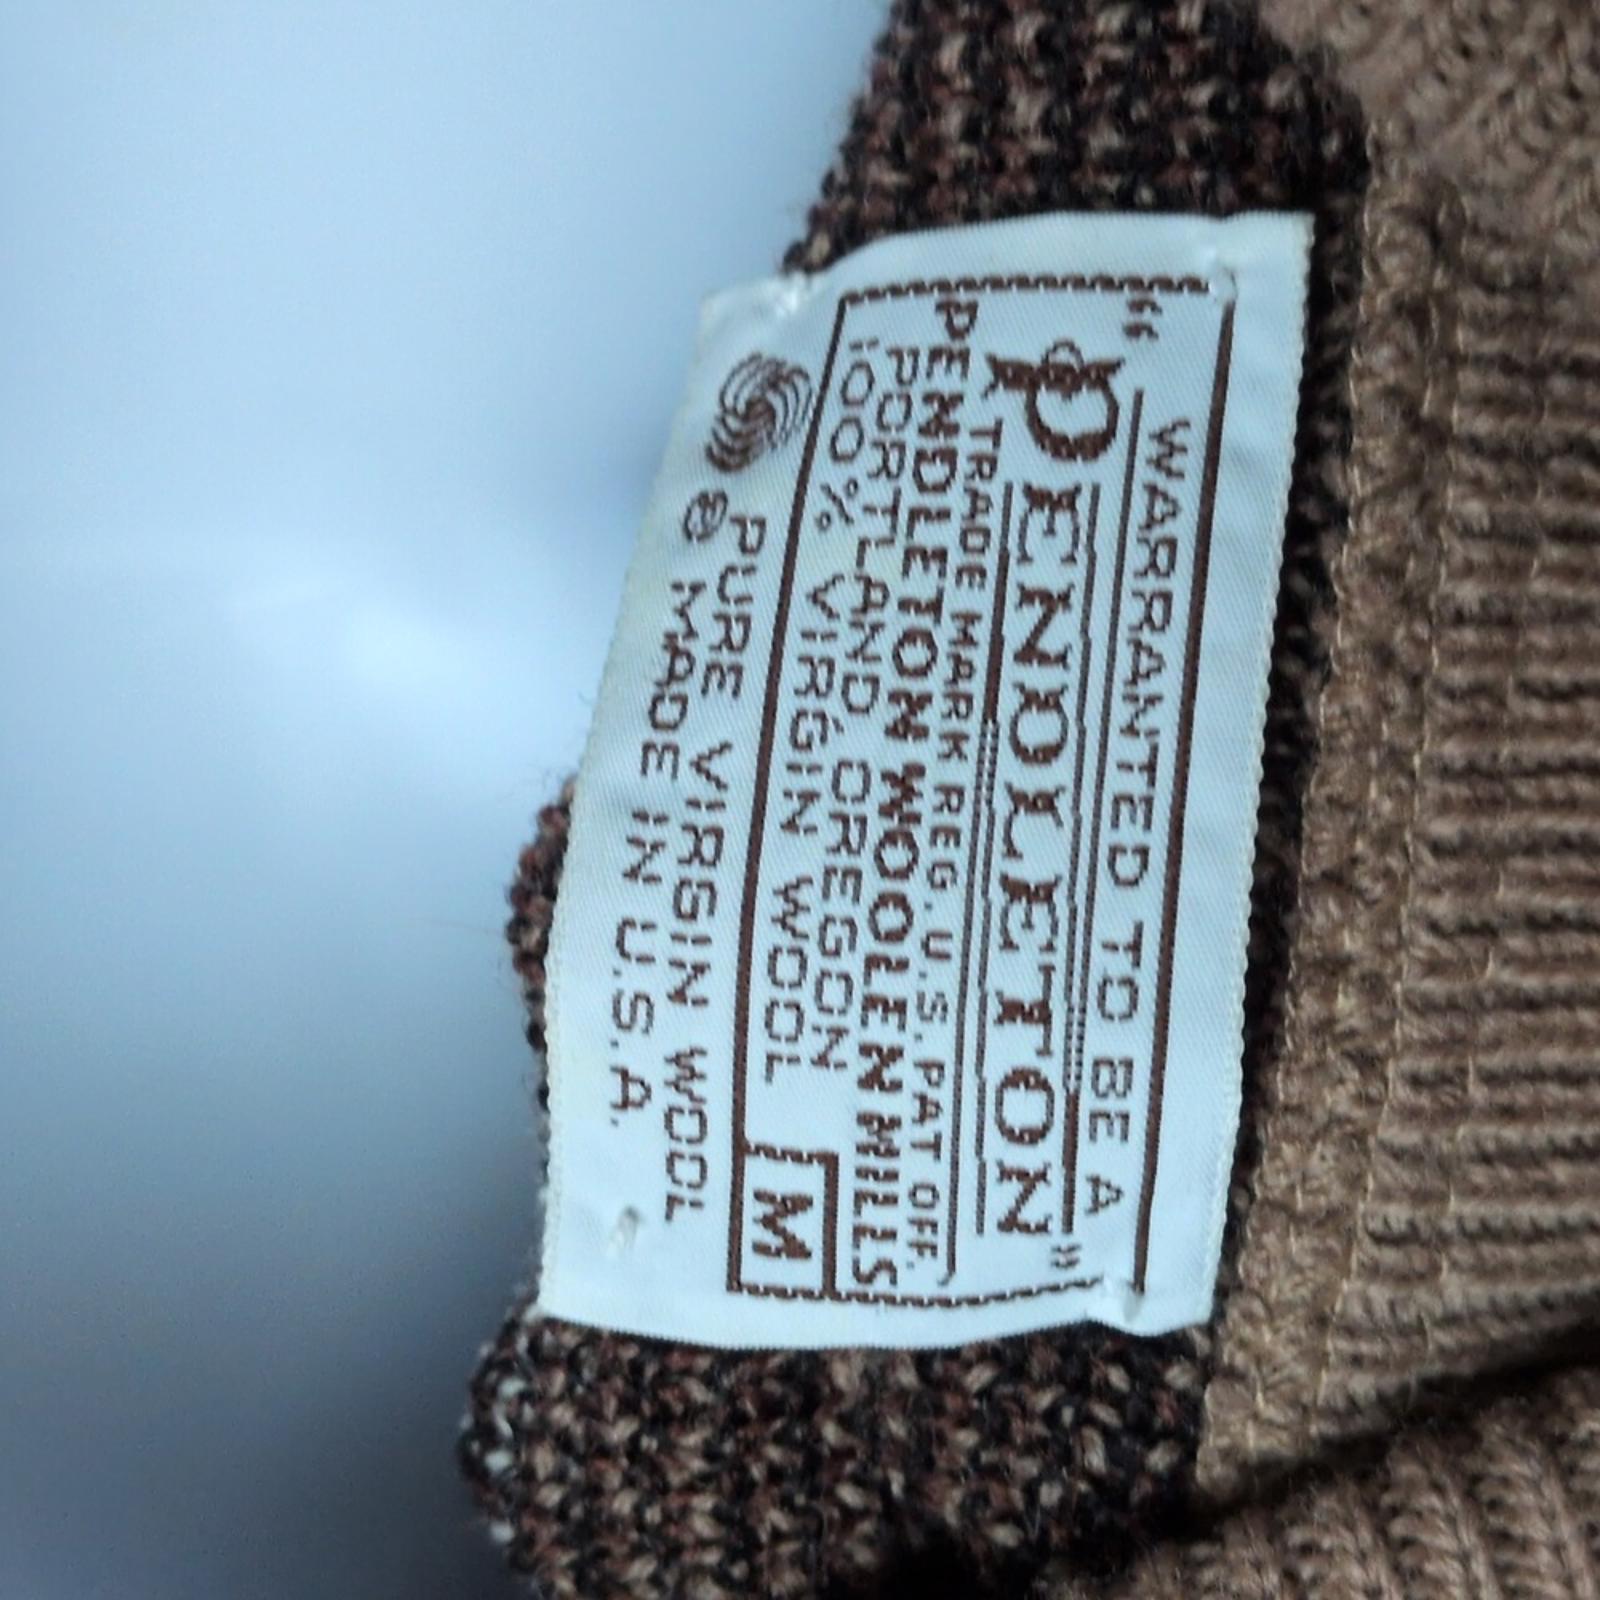 WARRANTED TO BE A
"PENDLETON"
TRADE MARK REG. U.S. PAT OFF.
PENDLETON WOOLEN MILLS
PORTLAND OREGON
100% VIRGIN WOOL
M
PURE VIRGIN WOOL
® MADE IN U.S.A.